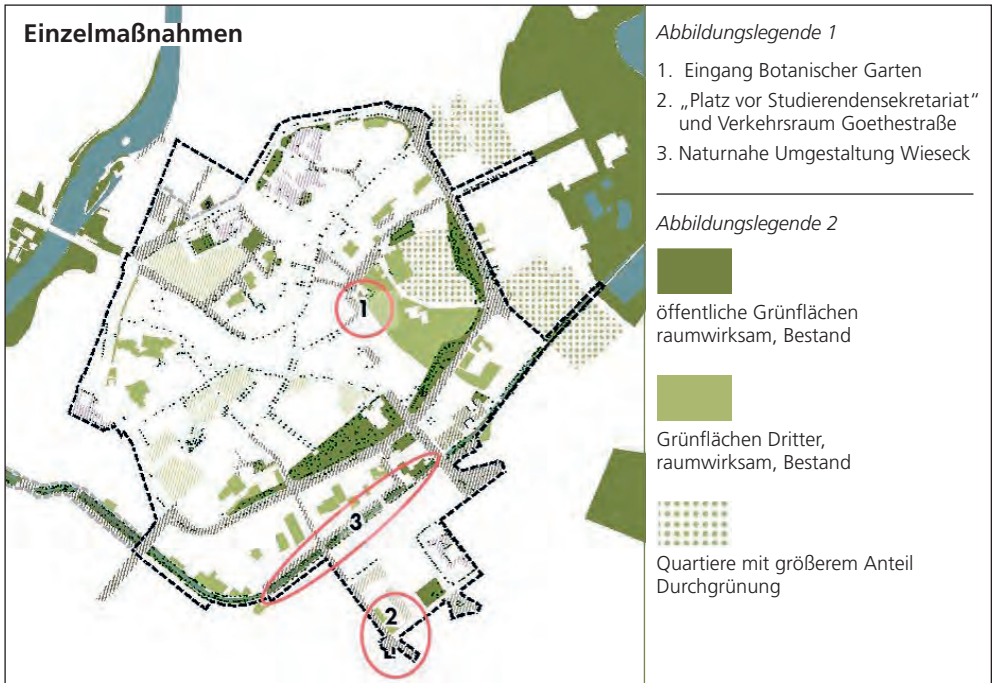 Einzelmaßnahmen
1
3
2
Abbildungslegende 1
1. Eingang Botanischer Garten
2. „Platz vor Studierendensekretariat“
und Verkehrsraum Goethestraße
3. Naturnahe Umgestaltung Wieseck
Abbildungslegende 2
öffentliche Grünflächen
raumwirksam, Bestand
Grünflächen Dritter,
raumwirksam, Bestand
Quartiere mit größerem Anteil
Durchgrünung